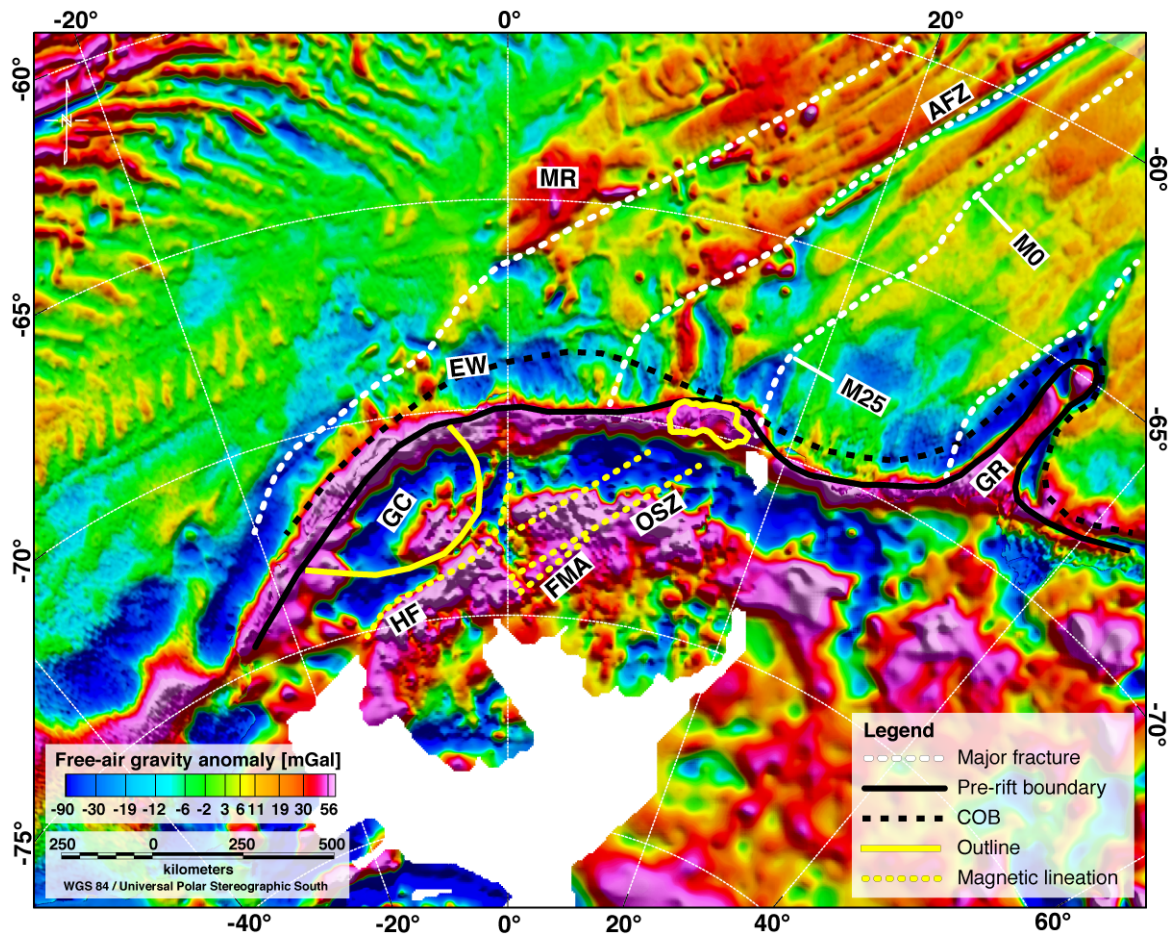 -20°
0°
20°
-60°
AFZ
MR
-60°
M0
-65°
EW
M25
-65°
GR
GC
OSZ
FMA
HF
-70°
-70°
Free-air gravity anomaly [mGal]
-90 -30 -19 -12 -6 -2 3 6 11 19 30 56
250 0 250 500
kilometers
WGS 84 / Universal Polar Stereographic South
Legend
Major fracture
Pre-rift boundary
COB
Outline
Magnetic lineation
-75°
-40°
-20°
0°
20°
40°
60°